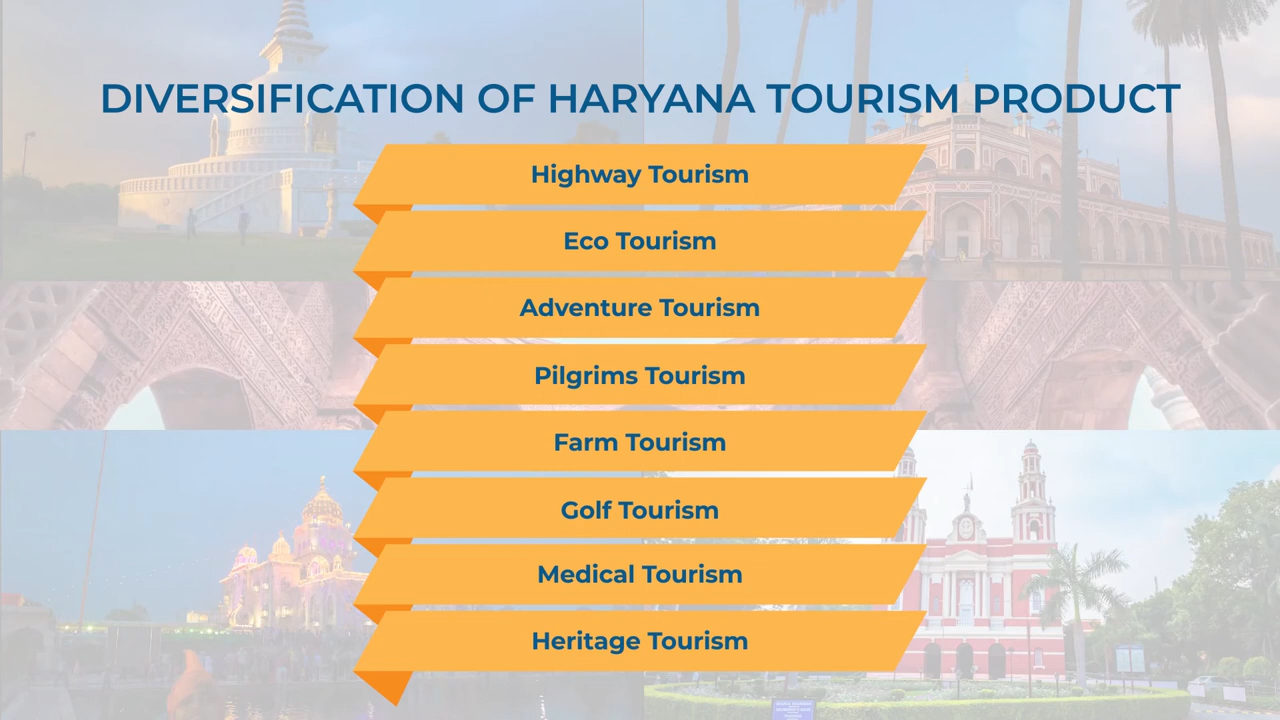 DIVERSIFICATION OF HARYANA TOURISM PRODUCT
Highway Tourism
Eco Tourism
Adventure Tourism
Pilgrims Tourism
Farm Tourism
Golf Tourism
Medical Tourism
Heritage Tourism